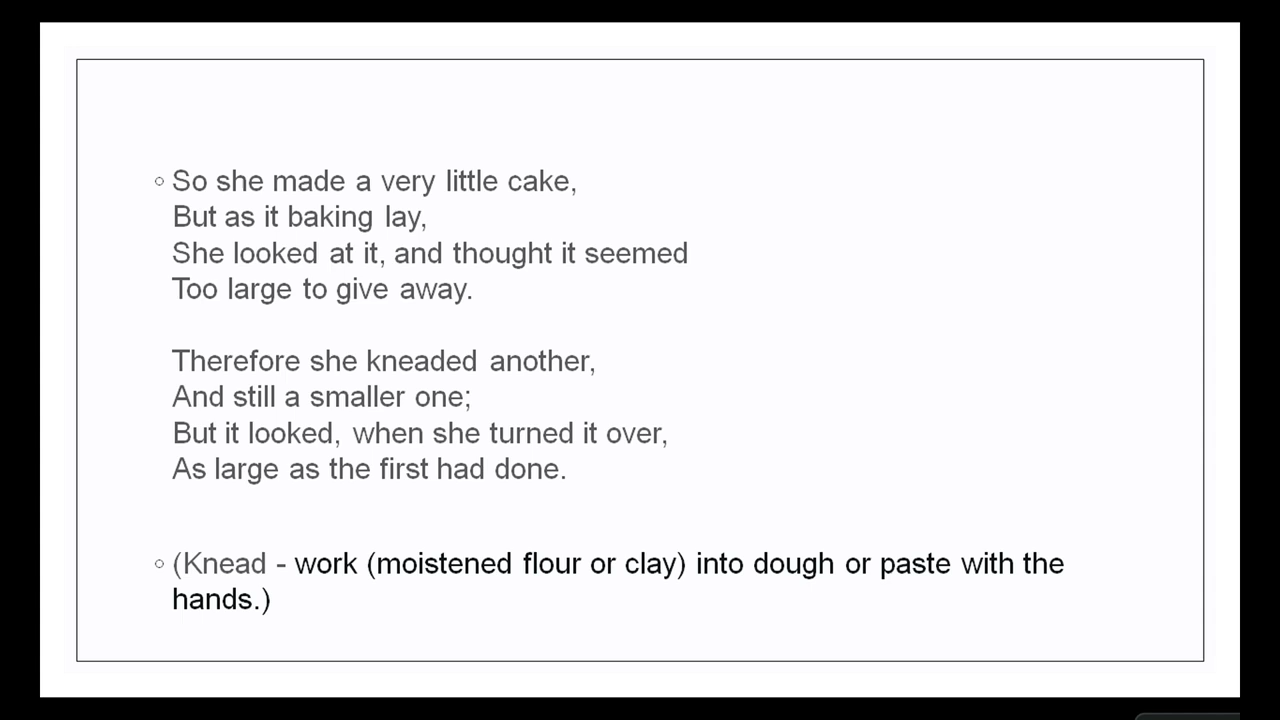 ◦ So she made a very little cake,
But as it baking lay,
She looked at it, and thought it seemed
Too large to give away.
Therefore she kneaded another,
And still a smaller one;
But it looked, when she turned it over,
As large as the first had done.
◦ (Knead - work (moistened flour or clay) into dough or paste with the
hands.)